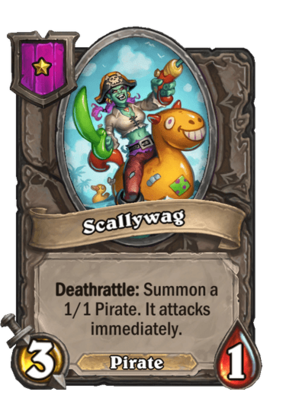 Scallywag
Deathrattle: Summon a
1/1 Pirate. It attacks
immediately.
3
Pirate
1